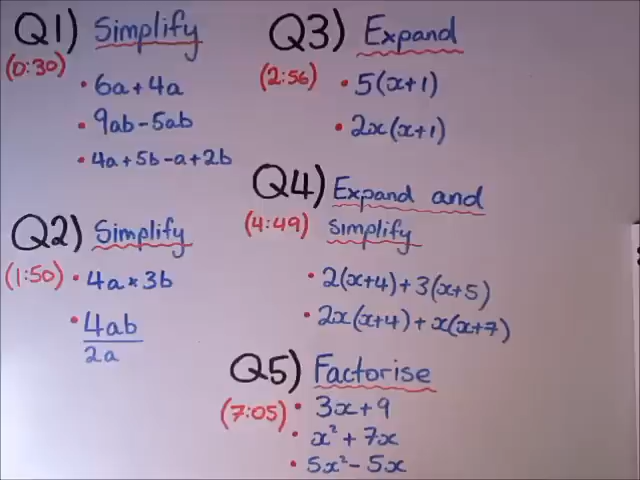 Q1) Simplify
(0:30)
• 6a + 4a
• 9ab - 5ab
• 4a + 5b - a + 2b
Q2) Simplify
(1:50)
• 4a × 3b
• 4ab
2a
Q3) Expand
(2:56)
• 5(x+1)
• 2x(x+1)
Q4) Expand and
(4:49) Simplify
• 2(x+4) + 3(x+5)
• 2x(x+4) + x(x+7)
Q5) Factorise
(7:05)
• 3x + 9
• x² + 7x
• 5x² - 5x